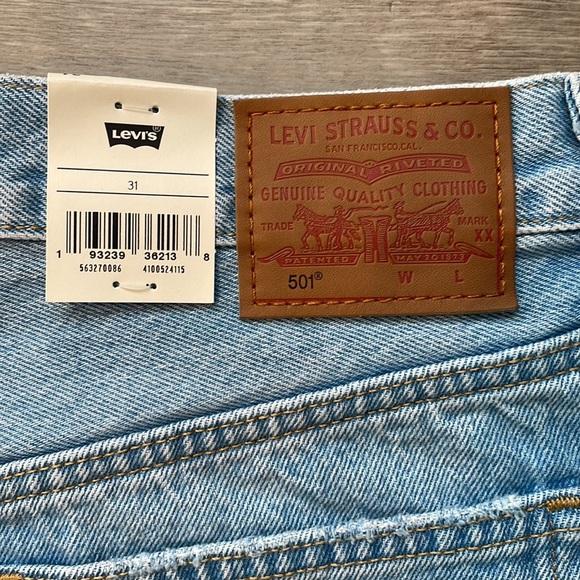 LEVI'S
31
1 93239 36213 8
563270086 4100524115
LEVI STRAUSS & CO.
SAN FRANCISCO, CAL.
ORIGINAL RIVETED
GENUINE QUALITY CLOTHING
TRADE MARK
XX
PATENTED MAY 20 1873
501® W L